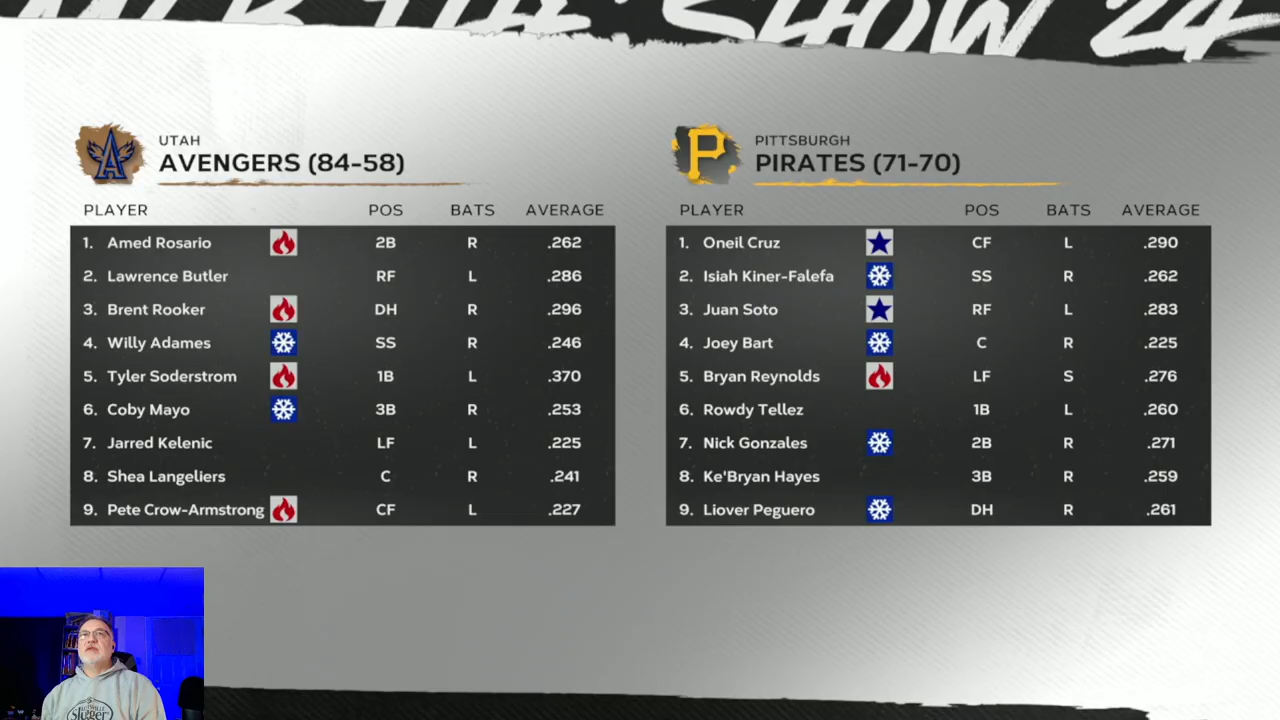 MLB THE SHOW 24
UTAH
AVENGERS (84-58)
PLAYER POS BATS AVERAGE
1. Amed Rosario 2B R .262
2. Lawrence Butler RF L .286
3. Brent Rooker DH R .296
4. Willy Adames SS R .246
5. Tyler Soderstrom 1B L .370
6. Coby Mayo 3B R .253
7. Jarred Kelenic LF L .225
8. Shea Langeliers C R .241
9. Pete Crow-Armstrong CF L .227
P
PITTSBURGH
PIRATES (71-70)
PLAYER POS BATS AVERAGE
1. Oneil Cruz CF L .290
2. Isiah Kiner-Falefa SS R .262
3. Juan Soto RF L .283
4. Joey Bart C R .225
5. Bryan Reynolds LF S .276
6. Rowdy Tellez 1B L .260
7. Nick Gonzales 2B R .271
8. Ke'Bryan Hayes 3B R .259
9. Liover Peguero DH R .261
A
Slugger